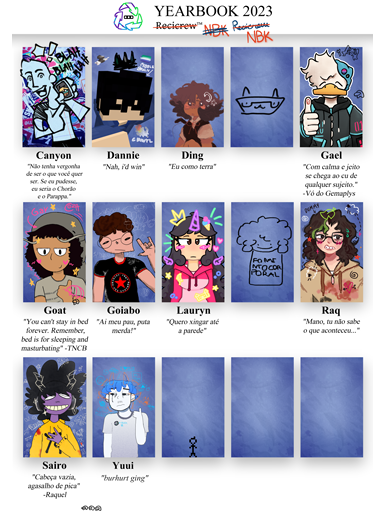 YEARBOOK 2023
Recicrew™ NBK Recicrew
NBK
BLAH
BLAH
Canyon
"Não tenha vergonha
de ser o que você quer
ser. Se eu pudesse,
eu seria o Chorão
e o Parappa."
Dannie
"Nah, i'd win"
Ding
"Eu como terra"
Gael
"Com calma e jeito
se chega ao cu de
qualquer sujeito."
-Vó do Gemaplys
Goat
"You can't stay in bed
forever. Remember,
bed is for sleeping and
masturbating" -TNCB
Goiabo
"Ai meu pau, puta
merda!"
Lauryn
"Quero xingar até
a parede"
Raq
"Mano, tu não sabe
o que aconteceu..."
Sairo
"Cabeça vazia,
agasalho de pica"
-Raquel
Yuui
"burhurt ging"